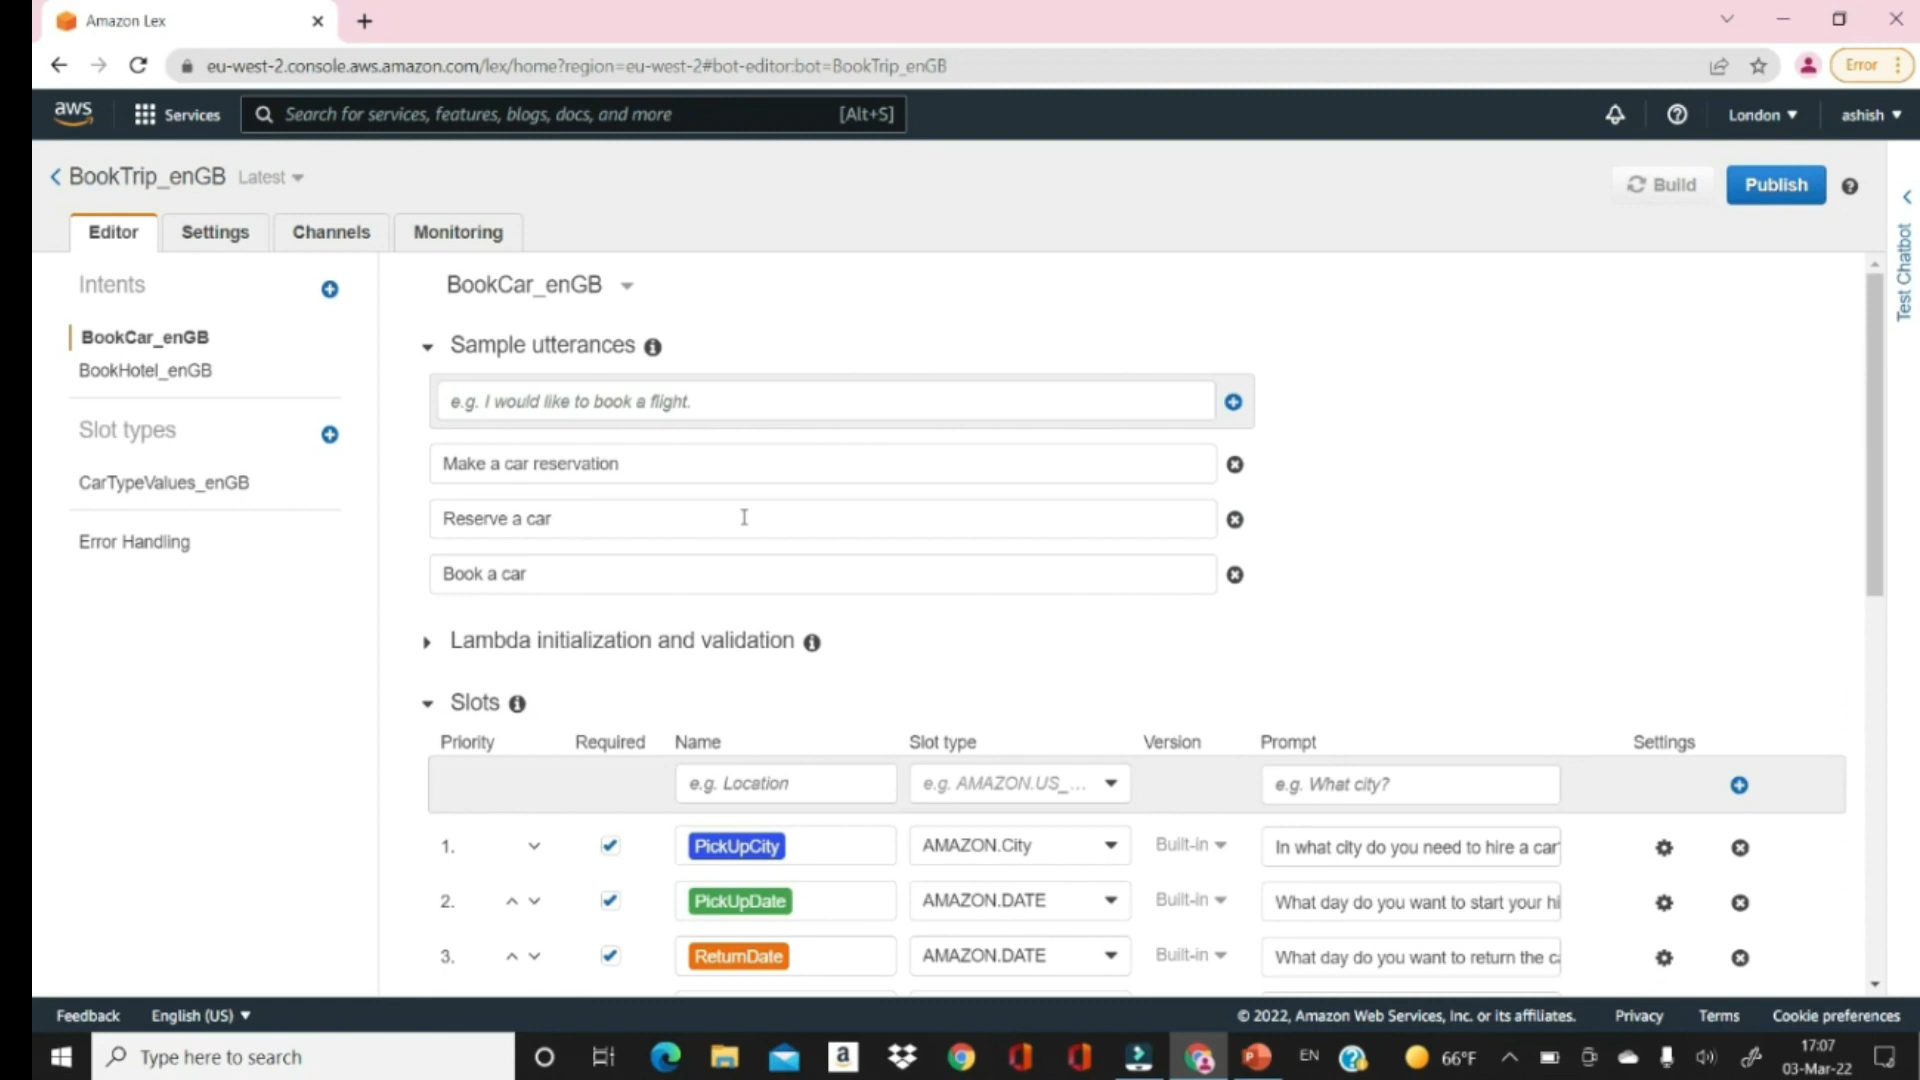 Amazon Lex
eu-west-2.console.aws.amazon.com/lex/home?region=eu-west-2#bot-editor:bot=BookTrip_enGB
Error
aws
Services
Search for services, features, blogs, docs, and more
[Alt+S]
London
ashish
BookTrip_enGB Latest
Build
Publish
Editor
Settings
Channels
Monitoring
Test Chatbot
Intents
BookCar_enGB
BookHotel_enGB
Slot types
CarTypeValues_enGB
Error Handling
BookCar_enGB
Sample utterances
e.g. I would like to book a flight.
Make a car reservation
Reserve a car
Book a car
Lambda initialization and validation
Slots
Priority Required Name Slot type Version Prompt Settings
e.g. Location e.g. AMAZON.US_... e.g. What city?
1. PickUpCity AMAZON.City Built-in In what city do you need to hire a car
2. PickUpDate AMAZON.DATE Built-in What day do you want to start your hi
3. ReturnDate AMAZON.DATE Built-in What day do you want to return the c
Feedback English (US)
© 2022, Amazon Web Services, Inc. or its affiliates. Privacy Terms Cookie preferences
Type here to search
a
P
EN
66°F
17:07
03-Mar-22